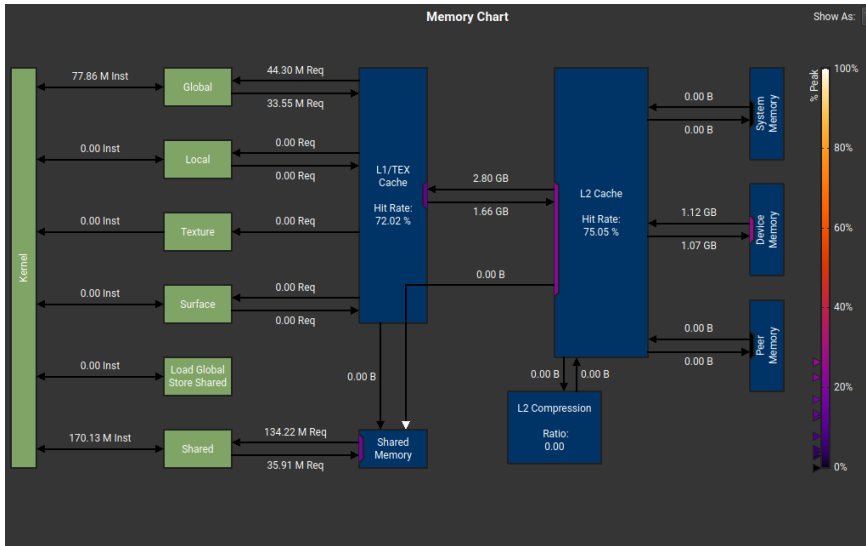 Memory Chart
Show As:
Kernel
77.86 M Inst
Global
44.30 M Req
33.55 M Req
0.00 Inst
Local
0.00 Req
0.00 Req
0.00 Inst
Texture
0.00 Req
0.00 Inst
Surface
0.00 Req
0.00 Req
0.00 Inst
Load Global
Store Shared
170.13 M Inst
Shared
134.22 M Req
35.91 M Req
L1/TEX
Cache
Hit Rate:
72.02 %
0.00 B
Shared
Memory
2.80 GB
1.66 GB
0.00 B
L2 Cache
Hit Rate:
75.05 %
0.00 B
0.00 B
L2 Compression
Ratio:
0.00
0.00 B
0.00 B
System
Memory
1.12 GB
1.07 GB
Device
Memory
0.00 B
0.00 B
Peer
Memory
% Peak
100%
80%
60%
40%
20%
0%